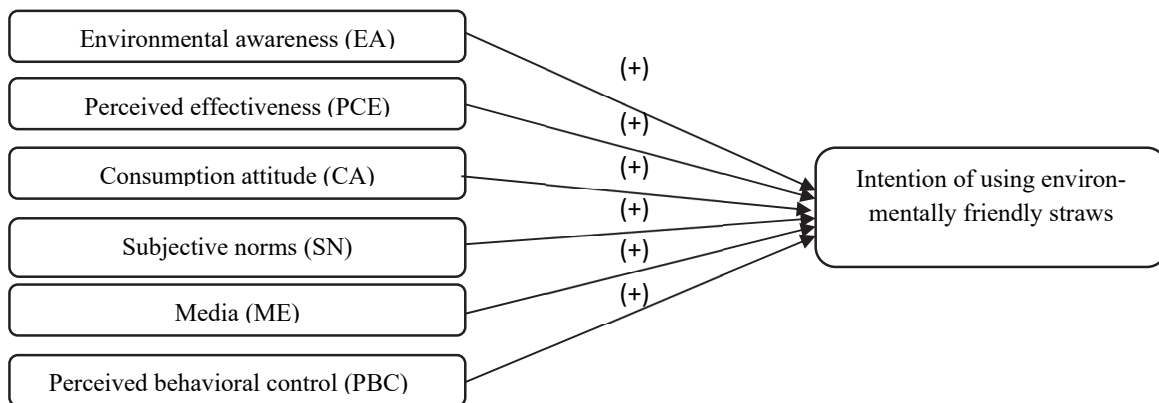 Environmental awareness (EA)
(+)
Perceived effectiveness (PCE)
(+)
Consumption attitude (CA)
(+)
Intention of using environ-
mentally friendly straws
Subjective norms (SN)
(+)
Media (ME)
(+)
Perceived behavioral control (PBC)
(+)